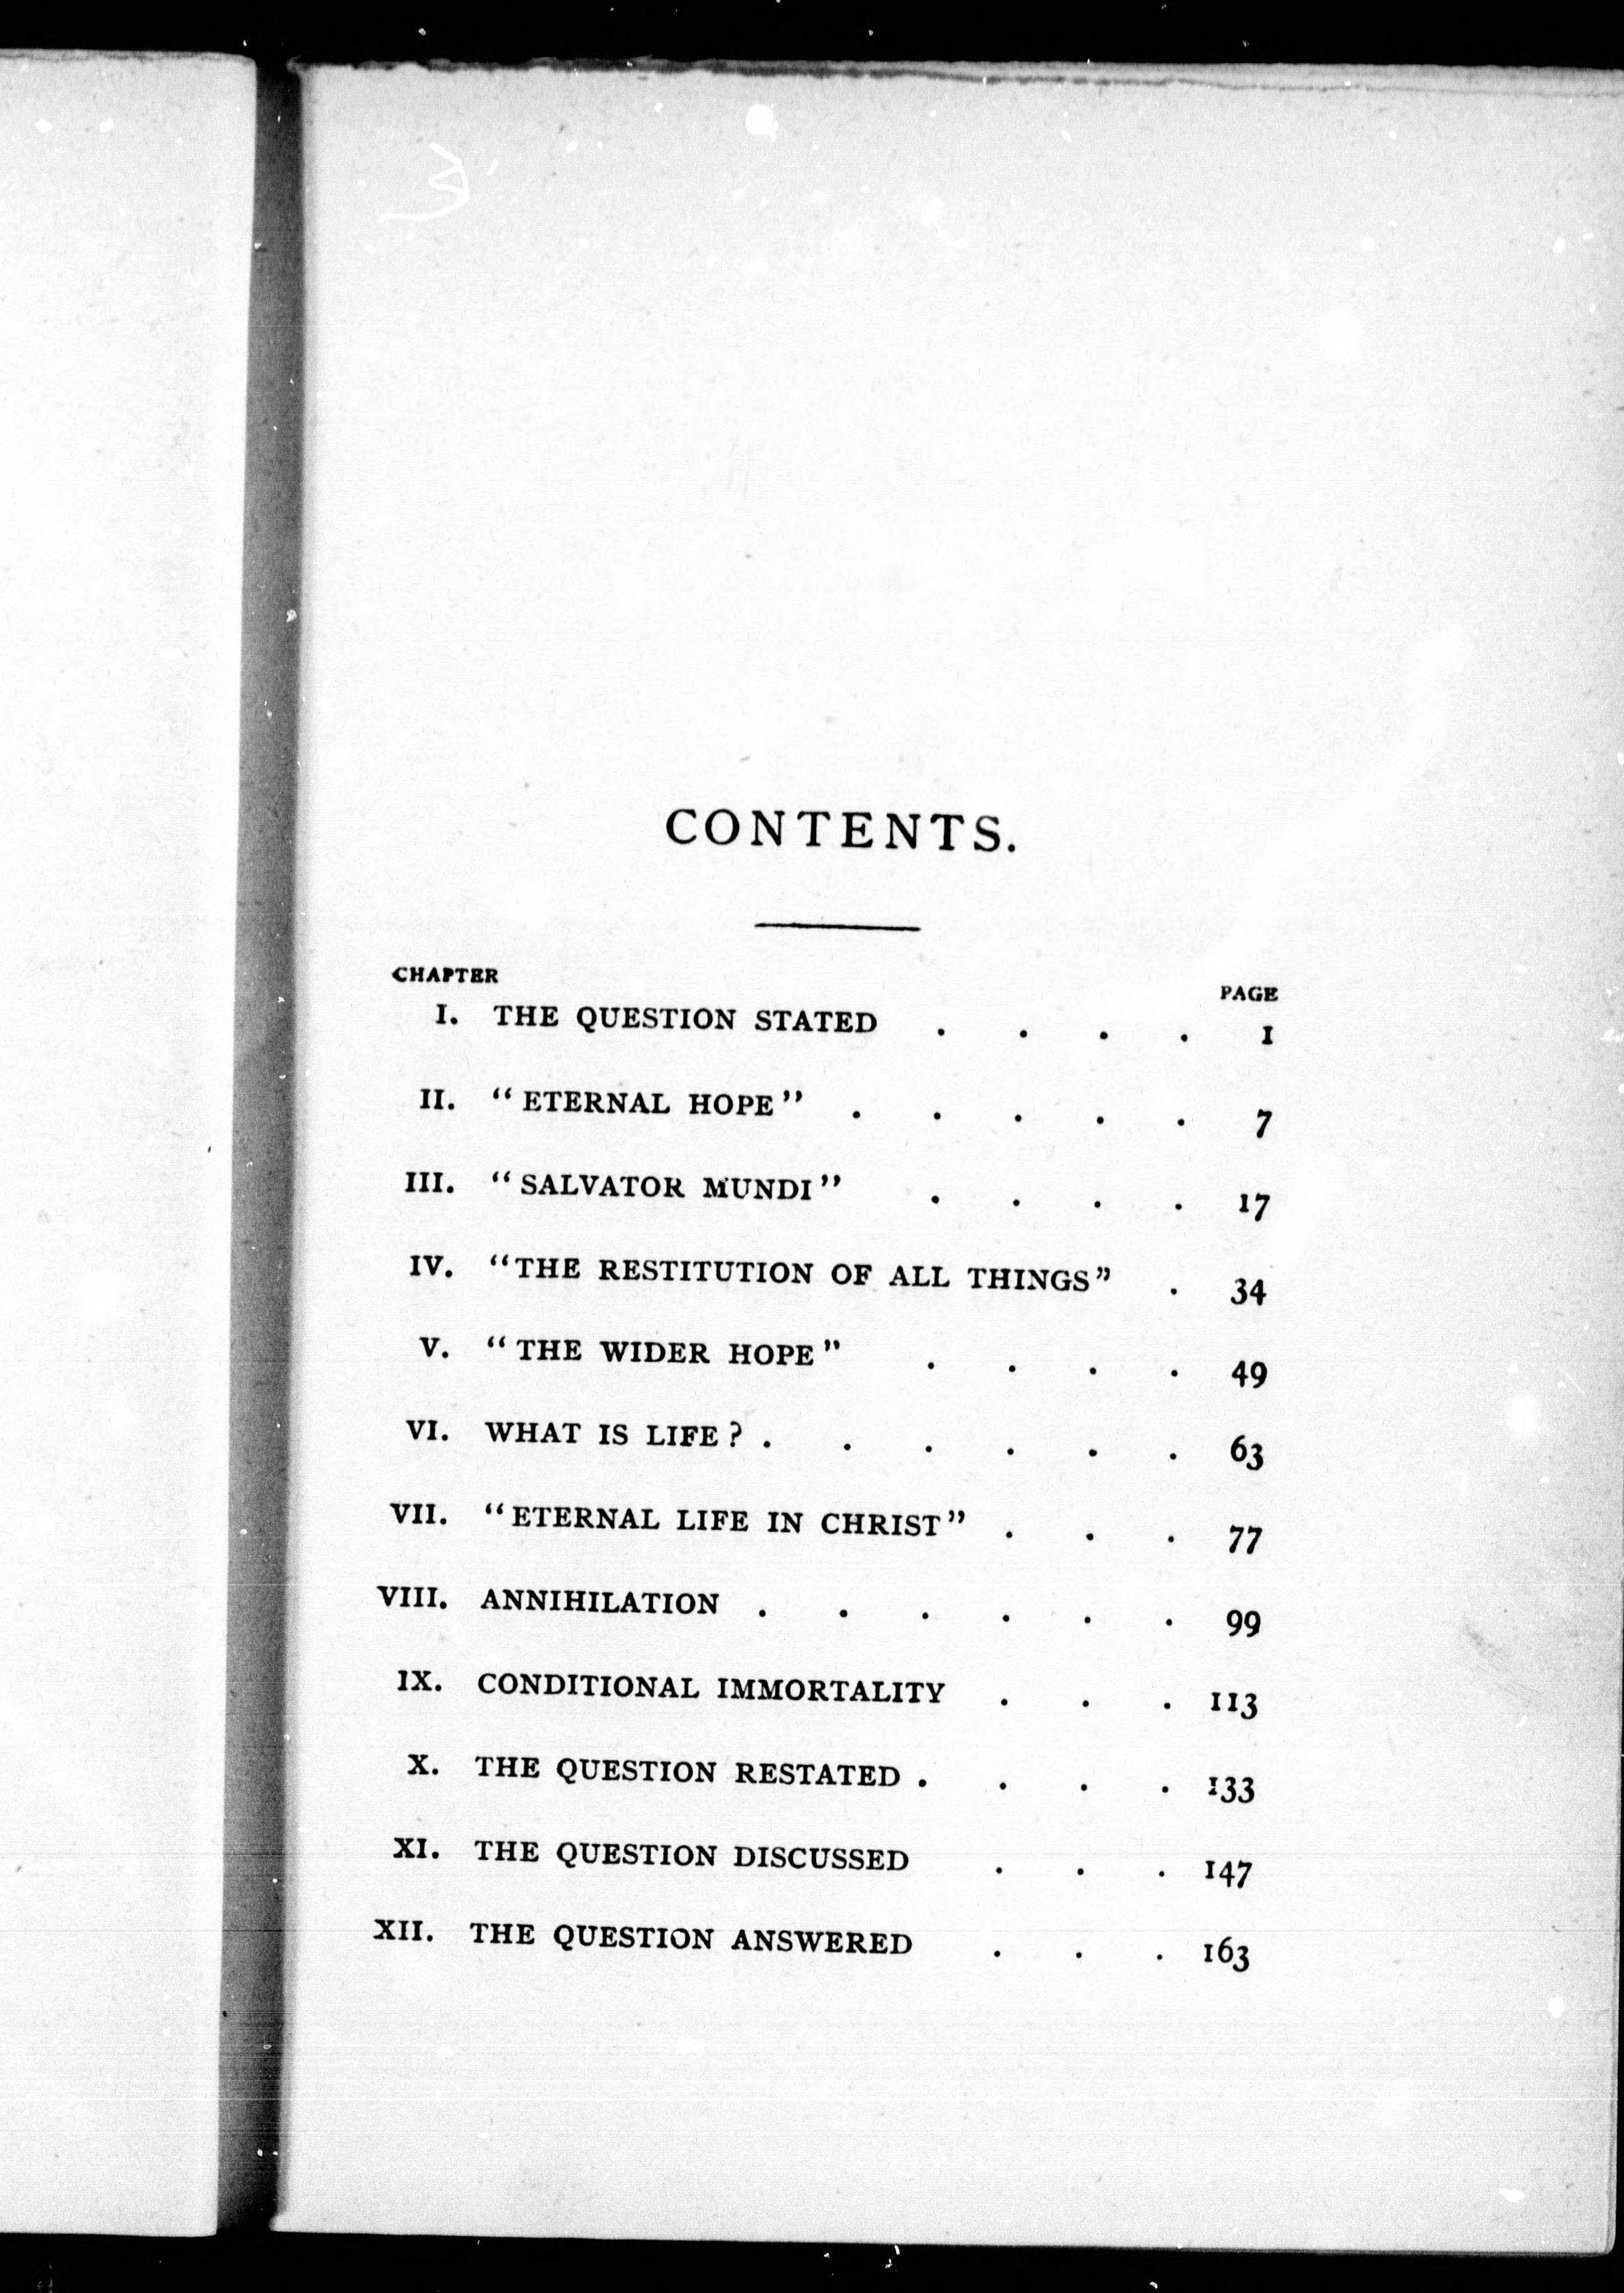 CONTENTS.
CHAPTER PAGE
I. THE QUESTION STATED . . . . 1
II. “ETERNAL HOPE” . . . . . 7
III. “SALVATOR MUNDI” . . . . 17
IV. “THE RESTITUTION OF ALL THINGS” . 34
V. “THE WIDER HOPE” . . . . 49
VI. WHAT IS LIFE? . . . . . . 63
VII. “ETERNAL LIFE IN CHRIST” . . . 77
VIII. ANNIHILATION . . . . . . 99
IX. CONDITIONAL IMMORTALITY . . . 113
X. THE QUESTION RESTATED . . . . 133
XI. THE QUESTION DISCUSSED . . . 147
XII. THE QUESTION ANSWERED . . . 163